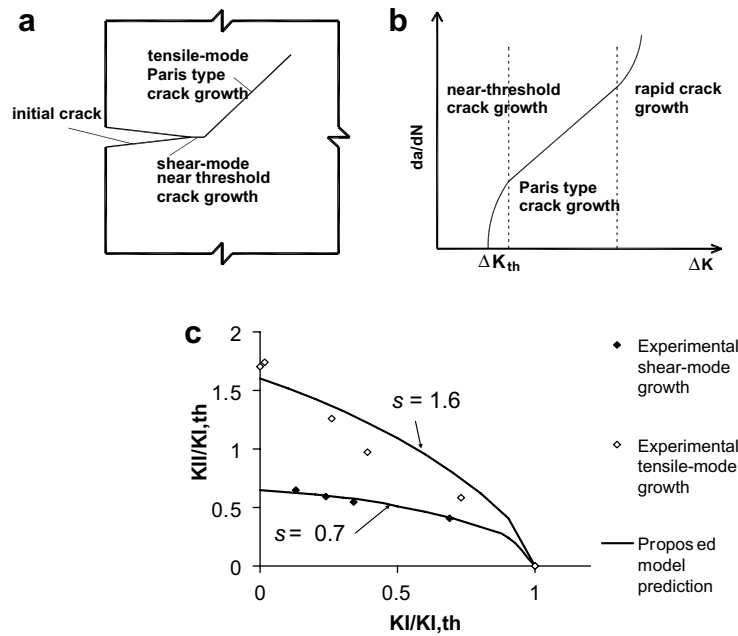 a
tensile-mode
Paris type
crack growth
initial crack
shear-mode
near threshold
crack growth
b
near-threshold
crack growth
rapid crack
growth
Paris type
crack growth
da/dN
ΔKth
ΔK
c
2
1.5
1
0.5
0
KII/KI,th
s = 1.6
s = 0.7
0
0.5
1
KI/KI,th
Experimental
shear-mode
growth
Experimental
tensile-mode
growth
Proposed
model
prediction